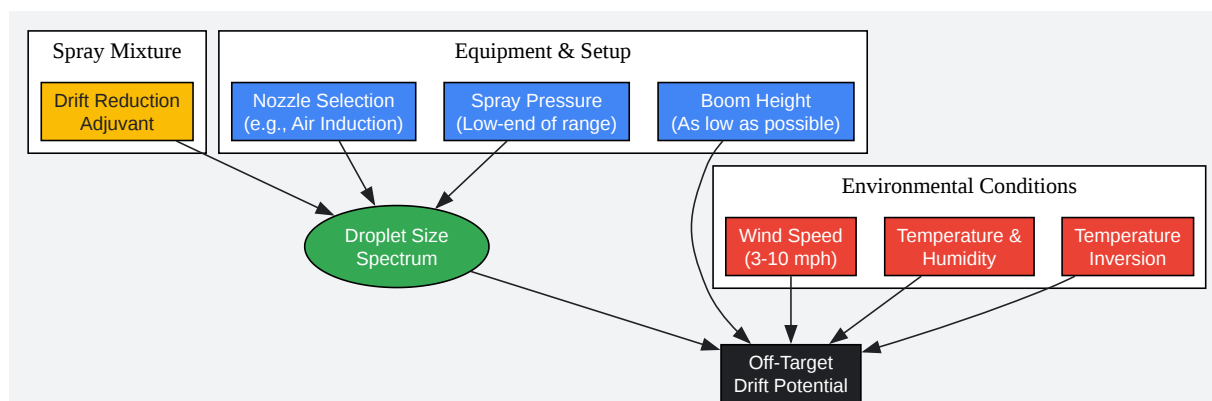 Spray Mixture
Drift Reduction
Adjuvant
Equipment & Setup
Nozzle Selection
(e.g., Air Induction)
Spray Pressure
(Low-end of range)
Boom Height
(As low as possible)
Environmental Conditions
Wind Speed
(3-10 mph)
Temperature &
Humidity
Temperature
Inversion
Droplet Size
Spectrum
Off-Target
Drift Potential